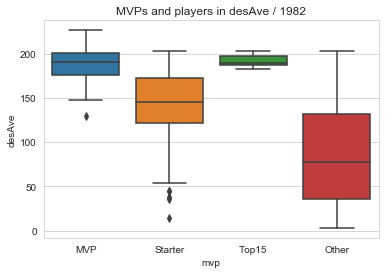 MVPs and players in desAve / 1982
200
150
100
50
0
desAve
MVP Starter Top15 Other
mvp